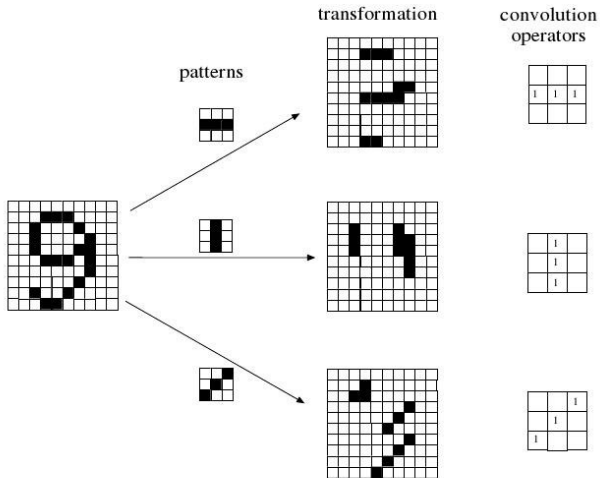 transformation
convolution
operators
patterns
1 1 1
1
1
1
1
1
1